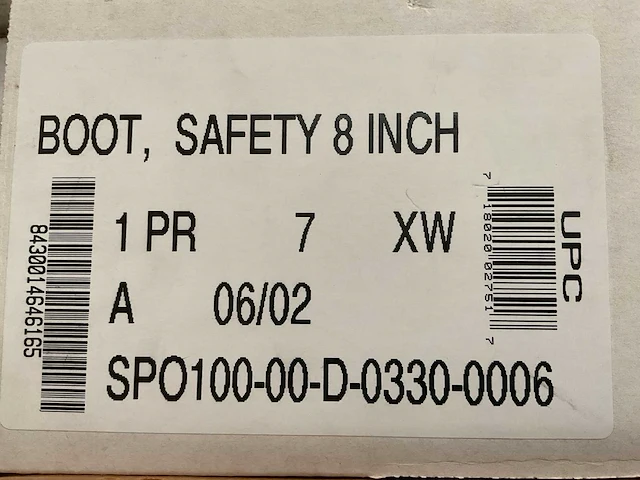 BOOT, SAFETY 8 INCH
1 PR 7 XW
A 06/02
SPO100-00-D-0330-0006
8430014646165
7 18020 02751 7
UPC